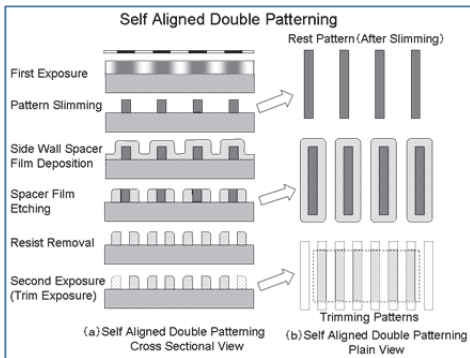 Self Aligned Double Patterning
Rest Pattern(After Slimming)
First Exposure
Pattern Slimming
Side Wall Spacer
Film Deposition
Spacer Film
Etching
Resist Removal
Second Exposure
(Trim Exposure)
Trimming Patterns
(a)Self Aligned Double Patterning
Cross Sectional View
(b)Self Aligned Double Patterning
Plain View